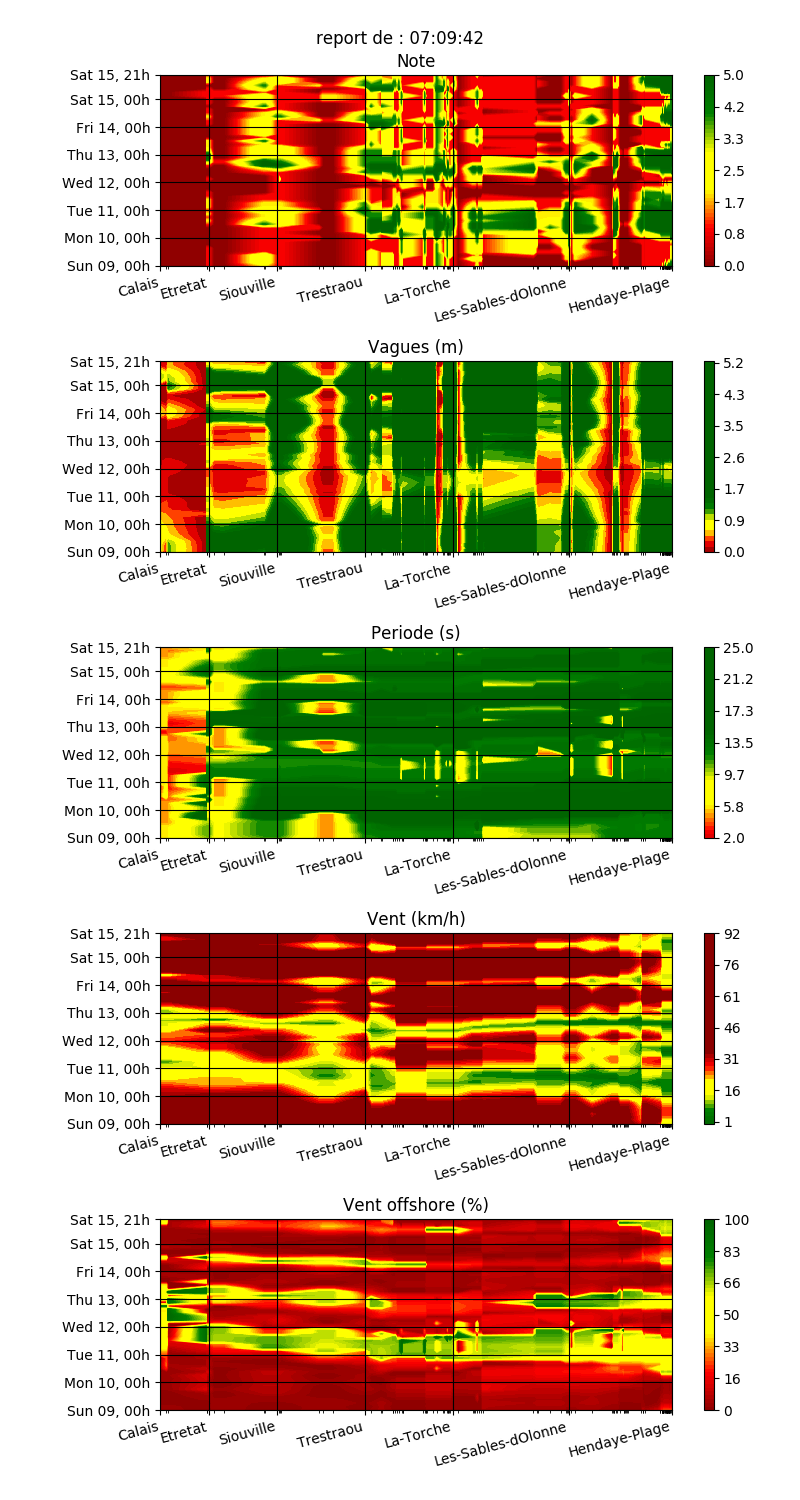 report de : 07:09:42
Note
Sat 15, 21h
Sat 15, 00h
Fri 14, 00h
Thu 13, 00h
Wed 12, 00h
Tue 11, 00h
Mon 10, 00h
Sun 09, 00h
Calais Etretat Siouville Trestraou La-Torche Les-Sables-dOlonne Hendaye-Plage
5.0
4.2
3.3
2.5
1.7
0.8
0.0
Vagues (m)
Sat 15, 21h
Sat 15, 00h
Fri 14, 00h
Thu 13, 00h
Wed 12, 00h
Tue 11, 00h
Mon 10, 00h
Sun 09, 00h
Calais Etretat Siouville Trestraou La-Torche Les-Sables-dOlonne Hendaye-Plage
5.2
4.3
3.5
2.6
1.7
0.9
0.0
Periode (s)
Sat 15, 21h
Sat 15, 00h
Fri 14, 00h
Thu 13, 00h
Wed 12, 00h
Tue 11, 00h
Mon 10, 00h
Sun 09, 00h
Calais Etretat Siouville Trestraou La-Torche Les-Sables-dOlonne Hendaye-Plage
25.0
21.2
17.3
13.5
9.7
5.8
2.0
Vent (km/h)
Sat 15, 21h
Sat 15, 00h
Fri 14, 00h
Thu 13, 00h
Wed 12, 00h
Tue 11, 00h
Mon 10, 00h
Sun 09, 00h
Calais Etretat Siouville Trestraou La-Torche Les-Sables-dOlonne Hendaye-Plage
92
76
61
46
31
16
1
Vent offshore (%)
Sat 15, 21h
Sat 15, 00h
Fri 14, 00h
Thu 13, 00h
Wed 12, 00h
Tue 11, 00h
Mon 10, 00h
Sun 09, 00h
Calais Etretat Siouville Trestraou La-Torche Les-Sables-dOlonne Hendaye-Plage
100
83
66
50
33
16
0